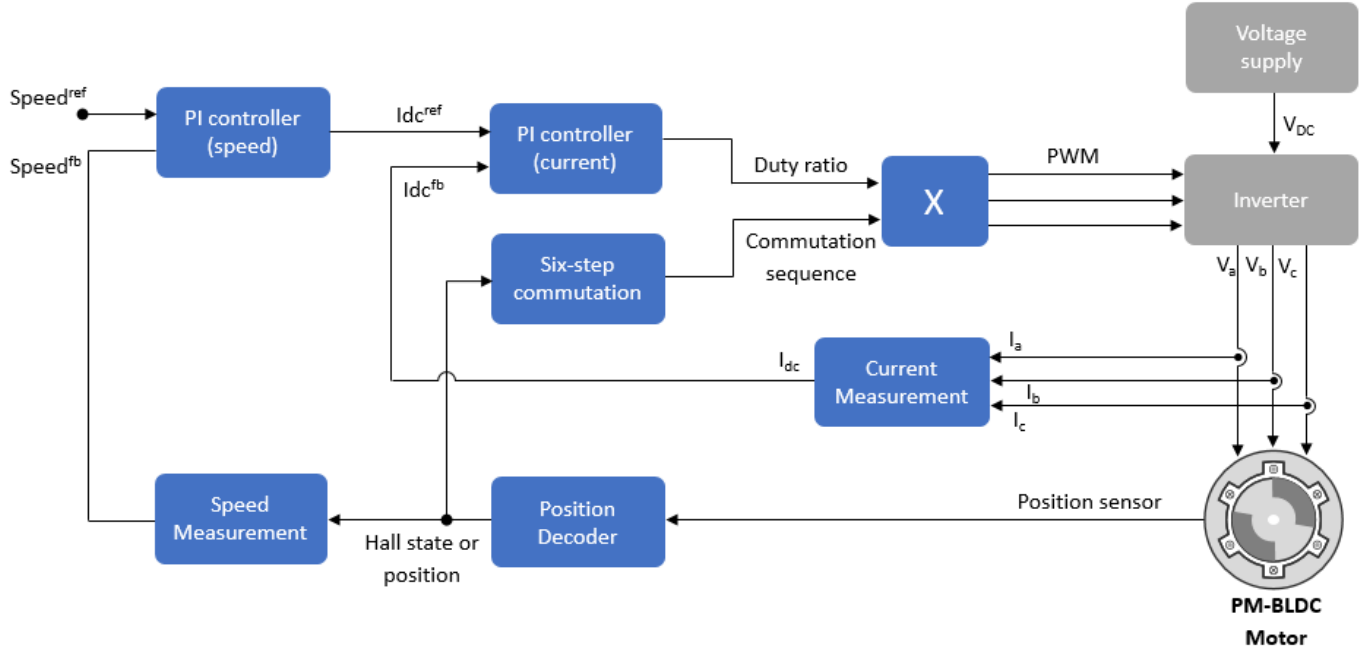 Voltage
supply
Speed^ref
PI controller
(speed)
Idc^ref
PI controller
(current)
V_DC
Speed^fb
Idc^fb
Duty ratio
X
PWM
Inverter
Six-step
commutation
Commutation
sequence
V_a V_b V_c
I_dc
Current
Measurement
I_a
I_b
I_c
Speed
Measurement
Hall state or
position
Position
Decoder
Position sensor
PM-BLDC
Motor